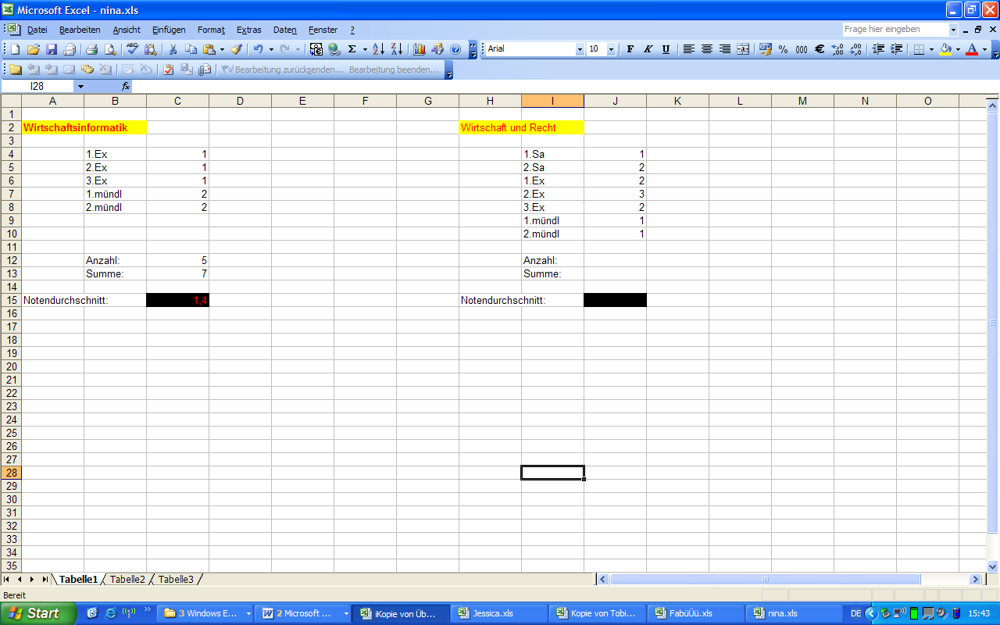 Microsoft Excel - nina.xls
Datei Bearbeiten Ansicht Einfügen Format Extras Daten Fenster ? Frage hier eingeben
Arial 10 F K U % 000 €
Bearbeitung zurücksenden... Bearbeitung beenden...
I28 fx
A B C D E F G H I J K L M N O
1
2 Wirtschaftsinformatik Wirtschaft und Recht
3
4 1.Ex 1 1.Sa 1
5 2.Ex 1 2.Sa 2
6 3.Ex 1 1.Ex 2
7 1.mündl 2 2.Ex 3
8 2.mündl 2 3.Ex 2
9 1.mündl 1
10 2.mündl 1
11
12 Anzahl: 5 Anzahl:
13 Summe: 7 Summe:
14
15 Notendurchschnitt: 1,4 Notendurchschnitt:
16
17
18
19
20
21
22
23
24
25
26
27
28
29
30
31
32
33
34
35
Tabelle1 Tabelle2 Tabelle3
Bereit
Start 3 Windows E... 2 Microsoft ... iKopie von Üb... Jessica.xls Kopie von Tobi... FabüÜü.xls nina.xls DE 15:43